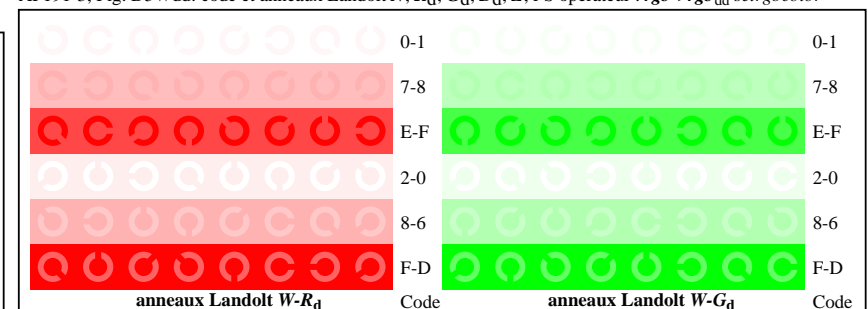 0-1 0-1
7-8 7-8
E-F E-F
2-0 2-0
8-6 8-6
F-D F-D
anneaux Landolt W-Rd Code anneaux Landolt W-Gd Code